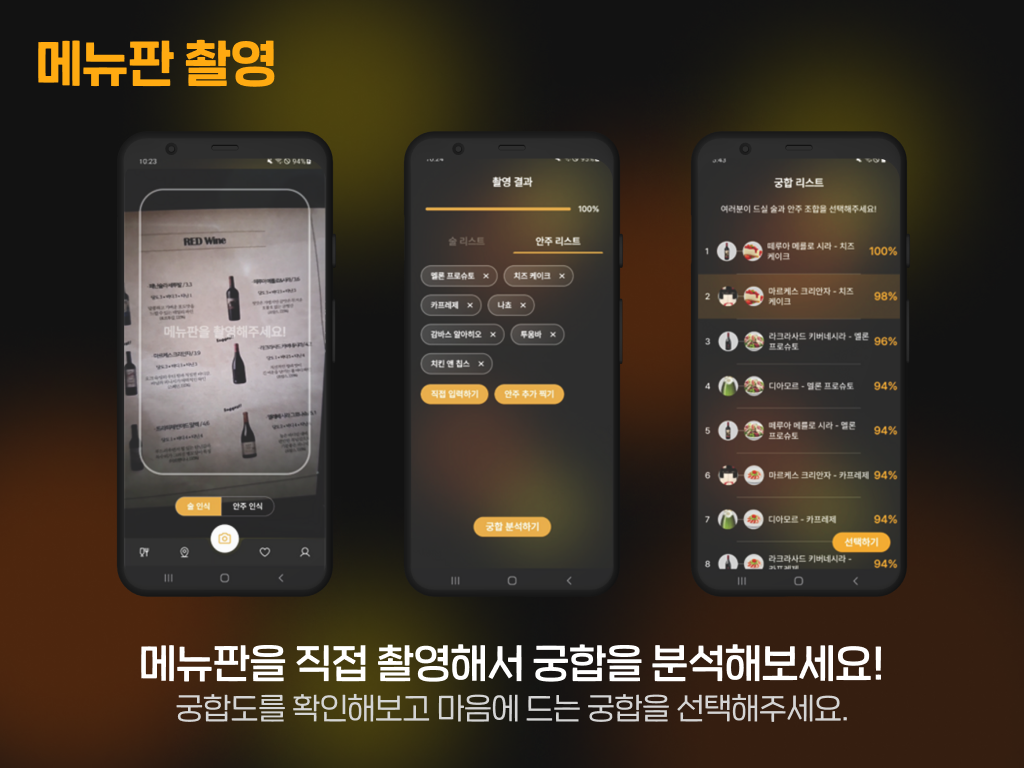 메뉴판 촬영
10:23
94%
RED Wine
메뉴판을 촬영해주세요!
술 인식
안주 인식
촬영 결과
100%
술 리스트
안주 리스트
멜론 프로슈토 ×
치즈 케이크 ×
카프레제 ×
나쵸 ×
감바스 알아히오 ×
투움바 ×
치킨 앤 칩스 ×
직접 입력하기
안주 추가 찍기
궁합 분석하기
궁합 리스트
여러분이 드실 술과 안주 조합을 선택해주세요!
1 떼루아 메를로 시라 - 치즈 케이크 100%
2 마르케스 크리안자 - 치즈 케이크 98%
3 라크라사드 키버네시라 - 멜론 프로슈토 96%
4 디아모르 - 멜론 프로슈토 94%
5 떼루아 메를로 시라 - 멜론 프로슈토 94%
6 마르케스 크리안자 - 카프레제 94%
7 디아모르 - 카프레제 94%
8 라크라사드 키버네시라 - 94%
선택하기
메뉴판을 직접 촬영해서 궁합을 분석해보세요!
궁합도를 확인해보고 마음에 드는 궁합을 선택해주세요.